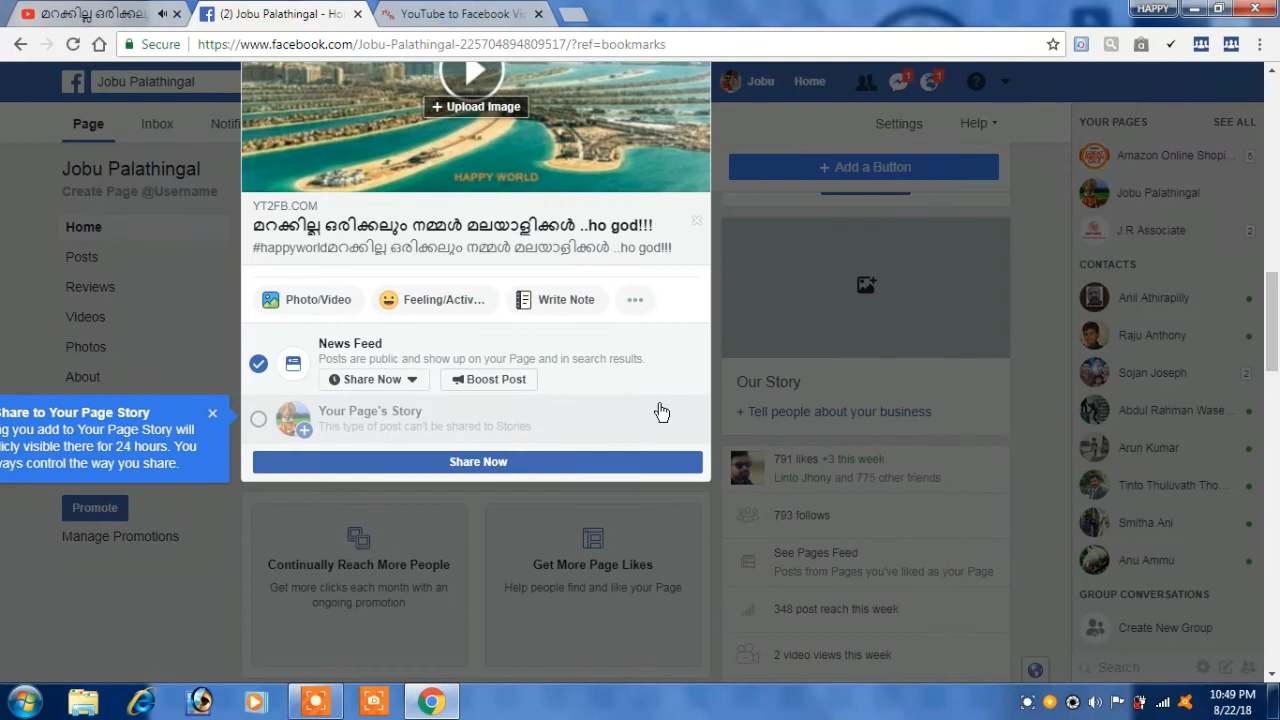 മറക്കില്ല ഒരിക്കല
(2) Jobu Palathingal - Ho
YouTube to Facebook Vid
HAPPY
Secure
https://www.facebook.com/Jobu-Palathingal-225704894809517/?ref=bookmarks
Jobu Palathingal
Jobu
Home
1
1
Page
Inbox
Notifi
Settings
Help
Jobu Palathingal
Create Page @Username
Home
Posts
Reviews
Videos
Photos
About
Share to Your Page Story
ng you add to Your Page Story will
licly visible there for 24 hours. You
ways control the way you share.
Promote
Manage Promotions
+ Upload Image
HAPPY WORLD
YT2FB.COM
മറക്കില്ല ഒരിക്കലും നമ്മൾ മലയാളിക്കൾ ..ho god!!!
#happyworldമറക്കില്ല ഒരിക്കലും നമ്മൾ മലയാളിക്കൾ ..ho god!!!
Photo/Video
Feeling/Activ...
Write Note
News Feed
Posts are public and show up on your Page and in search results.
Share Now
Boost Post
Your Page's Story
This type of post can't be shared to Stories
Share Now
Continually Reach More People
Get more clicks each month with an
ongoing promotion
Get More Page Likes
Help people find and like your Page
+ Add a Button
Our Story
+ Tell people about your business
791 likes +3 this week
Linto Jhony and 775 other friends
793 follows
See Pages Feed
Posts from Pages you've liked as your Page
348 post reach this week
2 video views this week
YOUR PAGES
SEE ALL
Amazon Online Shopi...
5
Jobu Palathingal
J.R Associate
2
CONTACTS
Anil Athirapilly
Raju Anthony
Sojan Joseph
2
Abdul Rahman Wase...
Arun Kumar
Tinto Thuluvath Tho...
Smitha Ani
Anu Ammu
GROUP CONVERSATIONS
Create New Group
Search
10:49 PM
8/22/18